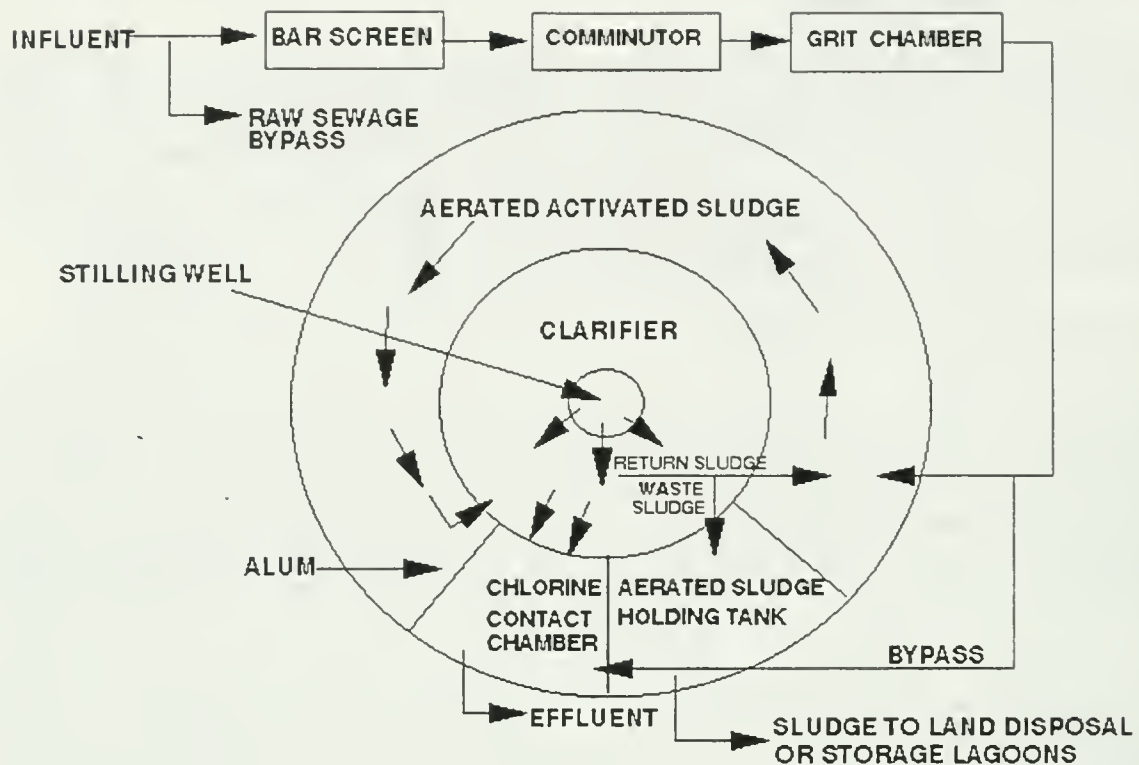 INFLUENT
BAR SCREEN
COMMINUTOR
GRIT CHAMBER
RAW SEWAGE
BYPASS
AERATED ACTIVATED SLUDGE
STILLING WELL
CLARIFIER
RETURN SLUDGE
WASTE
SLUDGE
ALUM
CHLORINE
CONTACT
CHAMBER
AERATED SLUDGE
HOLDING TANK
BYPASS
EFFLUENT
SLUDGE TO LAND DISPOSAL
OR STORAGE LAGOONS